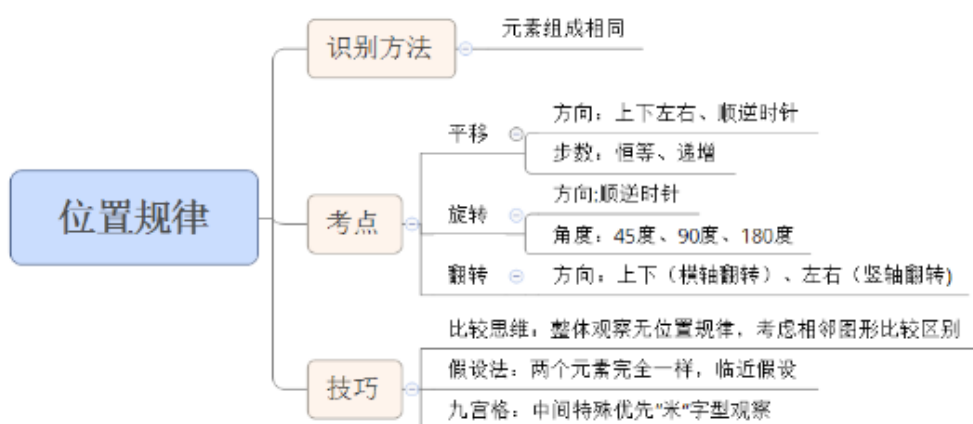 位置规律
识别方法
元素组成相同
考点
平移
方向：上下左右、顺逆时针
步数：恒等、递增
旋转
方向:顺逆时针
角度：45度、90度、180度
翻转
方向：上下（横轴翻转）、左右（竖轴翻转)
技巧
比较思维：整体观察无位置规律，考虑相邻图形比较区别
假设法：两个元素完全一样，临近假设
九宫格：中间特殊优先"米"字型观察